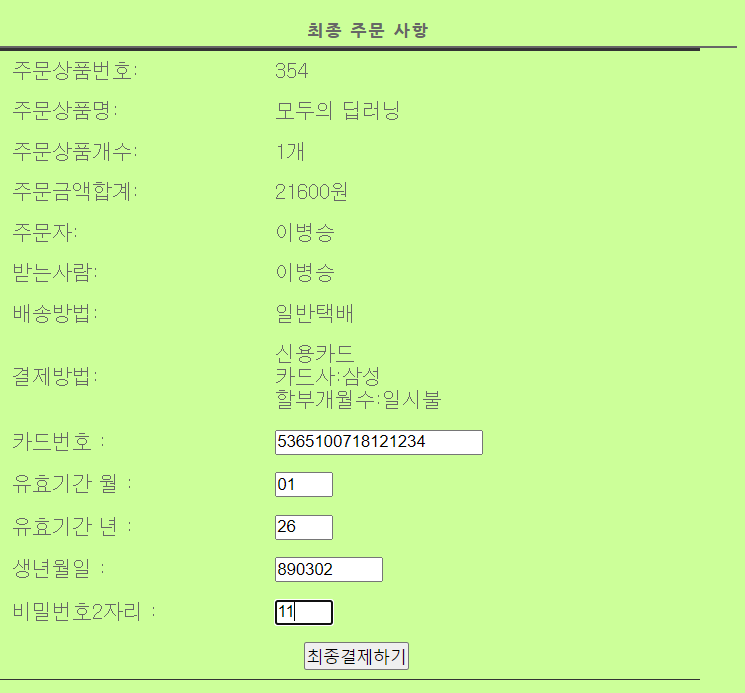 최종 주문 사항
주문상품번호: 354
주문상품명: 모두의 딥러닝
주문상품개수: 1개
주문금액합계: 21600원
주문자: 이병승
받는사람: 이병승
배송방법: 일반택배
결제방법: 신용카드
카드사:삼성
할부개월수:일시불
카드번호 : 5365100718121234
유효기간 월 : 01
유효기간 년 : 26
생년월일 : 890302
비밀번호2자리 : 11
최종결제하기